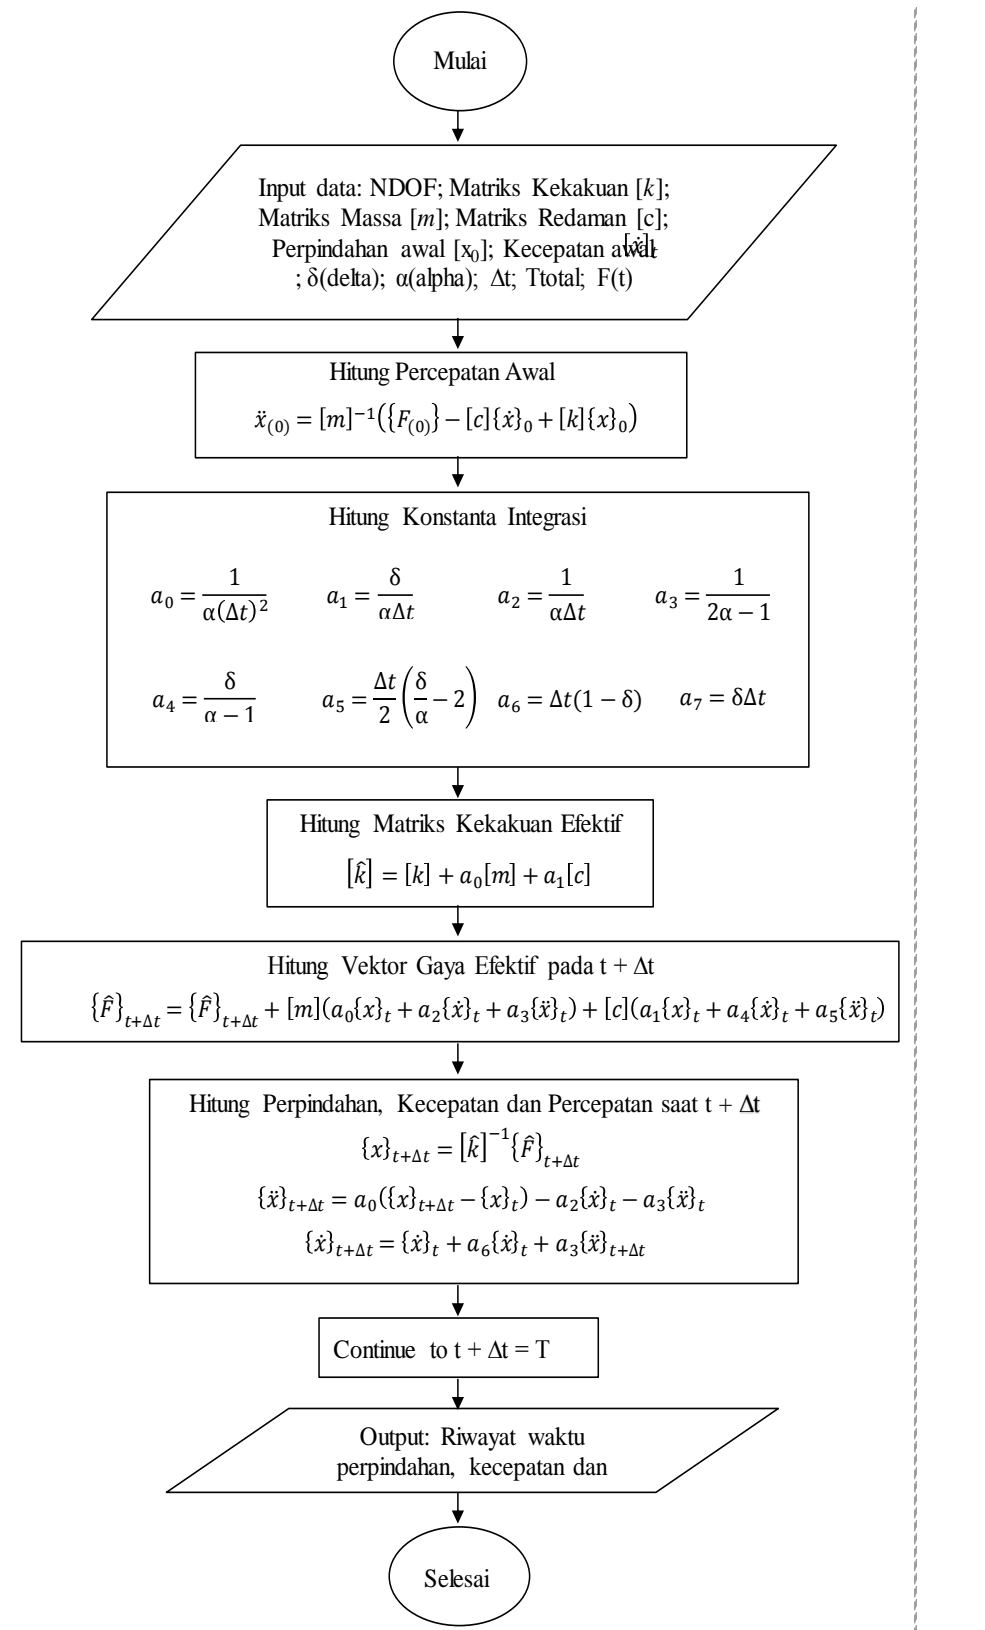 Mulai
Input data: NDOF; Matriks Kekakuan [k];
Matriks Massa [m]; Matriks Redaman [c];
Perpindahan awal [x₀]; Kecepatan awal [ẋ]ₜ
; δ(delta); α(alpha); Δt; Ttotal; F(t)
Hitung Percepatan Awal
ẍ₍₀₎ = [m]⁻¹({F₍₀₎} − [c]{ẋ}₀ + [k]{x}₀)
Hitung Konstanta Integrasi
a₀ = 1/(α(Δt)²) a₁ = δ/(αΔt) a₂ = 1/(αΔt) a₃ = 1/(2α − 1)
a₄ = δ/(α − 1) a₅ = Δt/2 (δ/α − 2) a₆ = Δt(1 − δ) a₇ = δΔt
Hitung Matriks Kekakuan Efektif
[k̂] = [k] + a₀[m] + a₁[c]
Hitung Vektor Gaya Efektif pada t + Δt
{F̂}ₜ₊Δₜ = {F̂}ₜ₊Δₜ + [m](a₀{x}ₜ + a₂{ẋ}ₜ + a₃{ẍ}ₜ) + [c](a₁{x}ₜ + a₄{ẋ}ₜ + a₅{ẍ}ₜ)
Hitung Perpindahan, Kecepatan dan Percepatan saat t + Δt
{x}ₜ₊Δₜ = [k̂]⁻¹{F̂}ₜ₊Δₜ
{ẍ}ₜ₊Δₜ = a₀({x}ₜ₊Δₜ − {x}ₜ) − a₂{ẋ}ₜ − a₃{ẍ}ₜ
{ẋ}ₜ₊Δₜ = {ẋ}ₜ + a₆{ẋ}ₜ + a₃{ẍ}ₜ₊Δₜ
Continue to t + Δt = T
Output: Riwayat waktu
perpindahan, kecepatan dan
Selesai